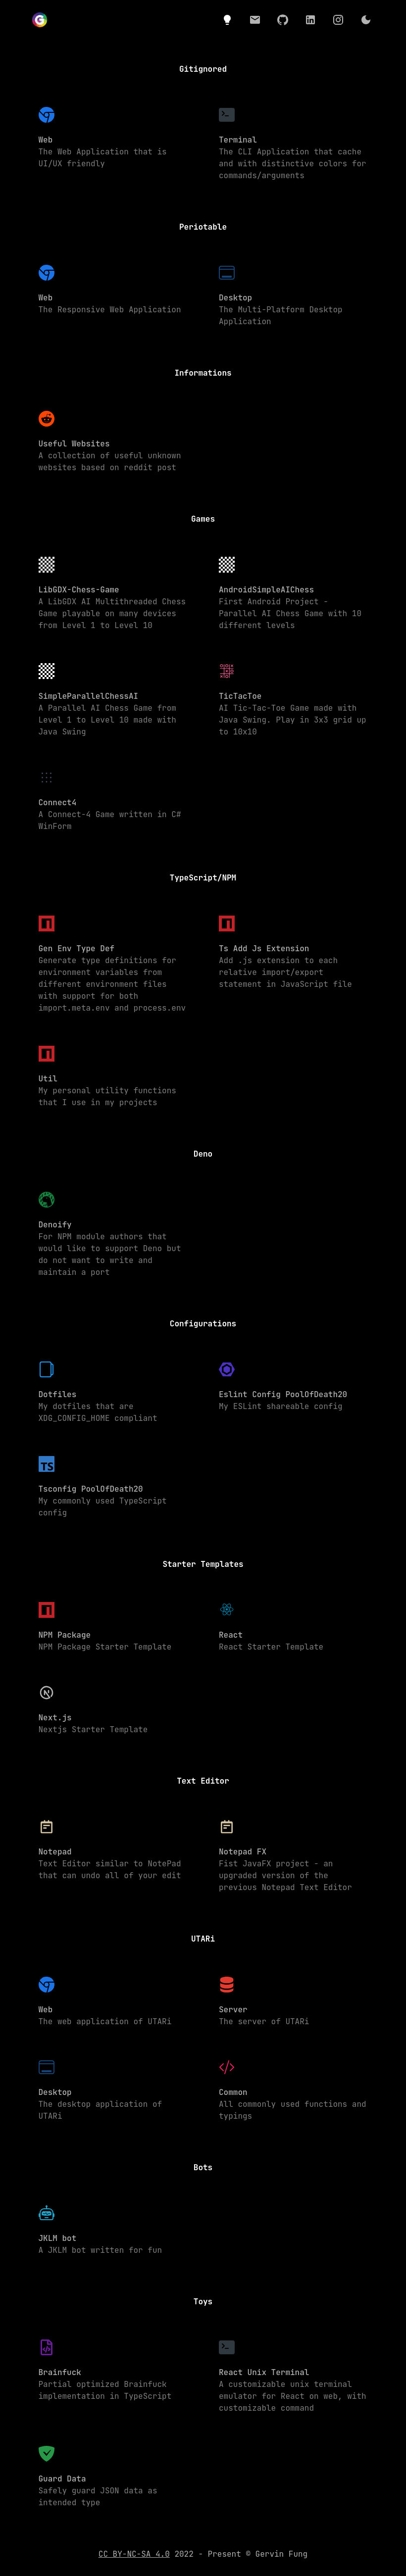 Gitignored
Web
The Web Application that is
UI/UX friendly
Terminal
The CLI Application that cache
and with distinctive colors for
commands/arguments
Periotable
Web
The Responsive Web Application
Desktop
The Multi-Platform Desktop
Application
Informations
Useful Websites
A collection of useful unknown
websites based on reddit post
Games
LibGDX-Chess-Game
A LibGDX AI Multithreaded Chess
Game playable on many devices
from Level 1 to Level 10
AndroidSimpleAIChess
First Android Project -
Parallel AI Chess Game with 10
different levels
SimpleParallelChessAI
A Parallel AI Chess Game from
Level 1 to Level 10 made with
Java Swing
TicTacToe
AI Tic-Tac-Toe Game made with
Java Swing. Play in 3x3 grid up
to 10x10
Connect4
A Connect-4 Game written in C#
WinForm
TypeScript/NPM
Gen Env Type Def
Generate type definitions for
environment variables from
different environment files
with support for both
import.meta.env and process.env
Ts Add Js Extension
Add .js extension to each
relative import/export
statement in JavaScript file
Util
My personal utility functions
that I use in my projects
Deno
Denoify
For NPM module authors that
would like to support Deno but
do not want to write and
maintain a port
Configurations
Dotfiles
My dotfiles that are
XDG_CONFIG_HOME compliant
Eslint Config PoolOfDeath20
My ESLint shareable config
TS
Tsconfig PoolOfDeath20
My commonly used TypeScript
config
Starter Templates
NPM Package
NPM Package Starter Template
React
React Starter Template
Next.js
Nextjs Starter Template
Text Editor
Notepad
Text Editor similar to NotePad
that can undo all of your edit
Notepad FX
Fist JavaFX project - an
upgraded version of the
previous Notepad Text Editor
UTARi
Web
The web application of UTARi
Server
The server of UTARi
Desktop
The desktop application of
UTARi
Common
All commonly used functions and
typings
Bots
JKLM bot
A JKLM bot written for fun
Toys
Brainfuck
Partial optimized Brainfuck
implementation in TypeScript
React Unix Terminal
A customizable unix terminal
emulator for React on web, with
customizable command
Guard Data
Safely guard JSON data as
intended type
CC BY-NC-SA 4.0 2022 - Present © Gervin Fung